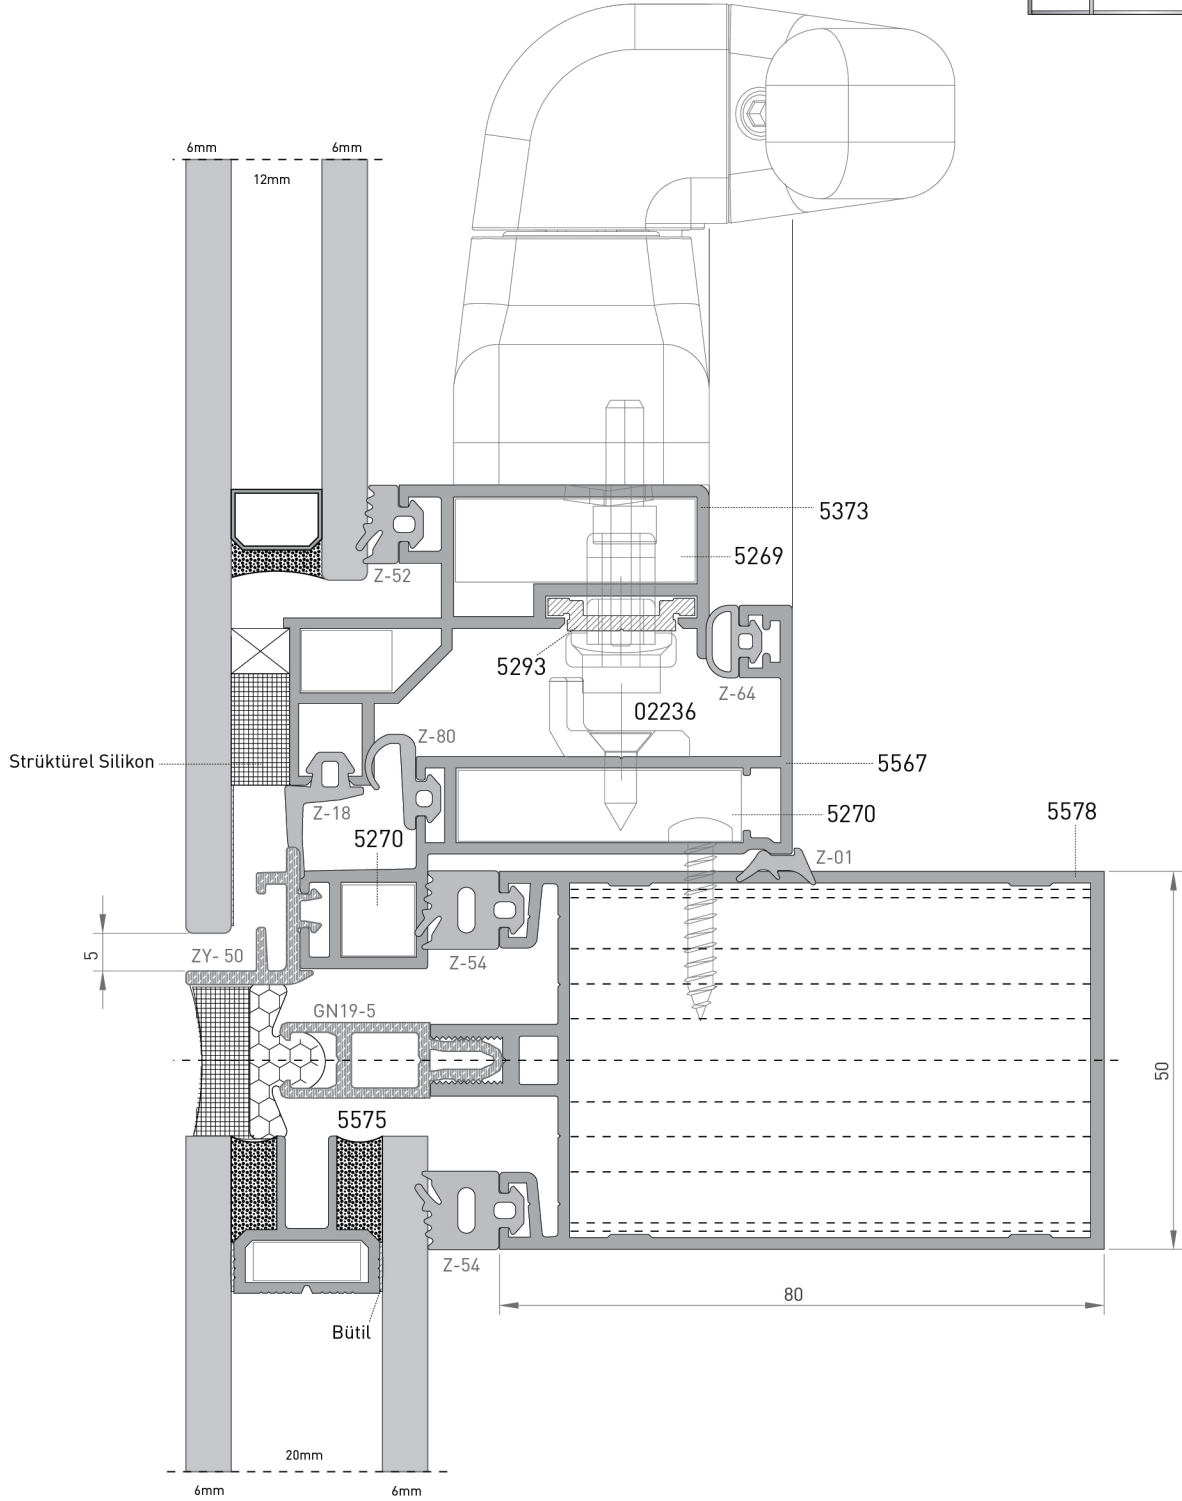 6mm
6mm
12mm
5373
5269
Z-52
5293
Z-64
02236
Z-80
Strüktürel Silikon
5567
Z-18
5270
5270
5578
Z-01
5
ZY- 50
Z-54
GN19-5
50
5575
Z-54
80
Bütil
20mm
6mm
6mm